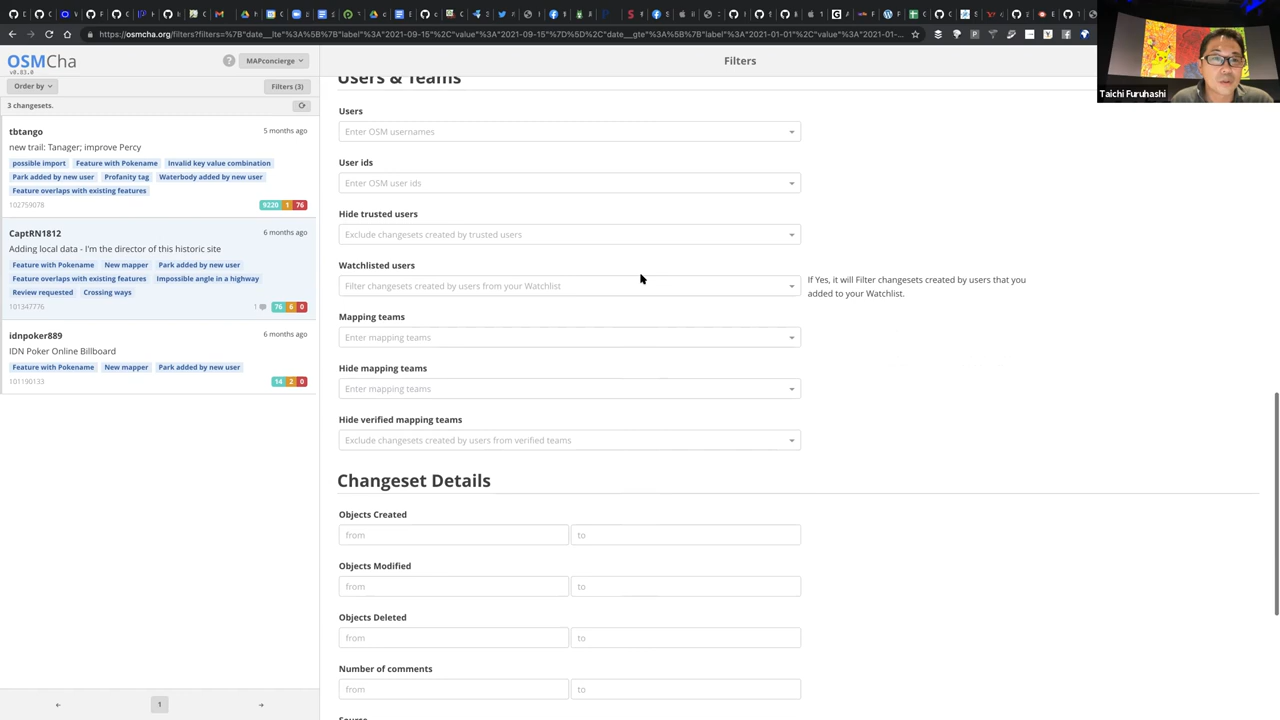 https://osmcha.org/filters?filters=%7B"date__lte"%3A%5B%7B"label"%3A"2021-09-15"%2C"value"%3A"2021-09-15"%7D%5D%2C"date__gte"%3A%5B%7B"label"%3A"2021-01-01"%2C"value"%3A"2021-01-...
OSMCha
v0.83.0
MAPconcierge
Filters
Order by
Filters (3)
3 changesets.
tbtango
5 months ago
new trail: Tanager; improve Percy
possible import
Feature with Pokename
Invalid key value combination
Park added by new user
Profanity tag
Waterbody added by new user
Feature overlaps with existing features
102759078
9220 1 76
CaptRN1812
6 months ago
Adding local data - I'm the director of this historic site
Feature with Pokename
New mapper
Park added by new user
Feature overlaps with existing features
Impossible angle in a highway
Review requested
Crossing ways
101347776
1
76 6 0
idnpoker889
6 months ago
IDN Poker Online Billboard
Feature with Pokename
New mapper
Park added by new user
101190133
14 2 0
1
Users & Teams
Users
Enter OSM usernames
User ids
Enter OSM user ids
Hide trusted users
Exclude changesets created by trusted users
Watchlisted users
Filter changesets created by users from your Watchlist
If Yes, it will Filter changesets created by users that you
added to your Watchlist.
Mapping teams
Enter mapping teams
Hide mapping teams
Enter mapping teams
Hide verified mapping teams
Exclude changesets created by users from verified teams
Changeset Details
Objects Created
from
to
Objects Modified
from
to
Objects Deleted
from
to
Number of comments
from
to
Source
Taichi Furuhashi